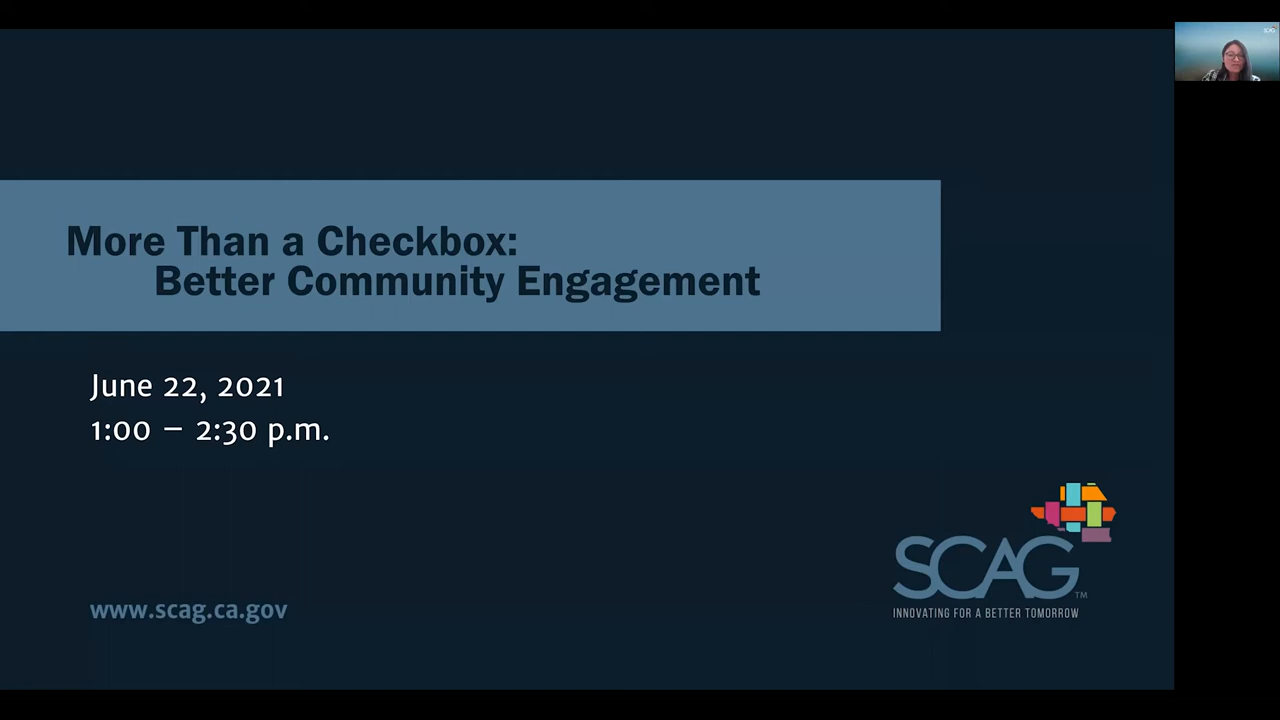 More Than a Checkbox:
Better Community Engagement
June 22, 2021
1:00 – 2:30 p.m.
www.scag.ca.gov
SCAG™
INNOVATING FOR A BETTER TOMORROW